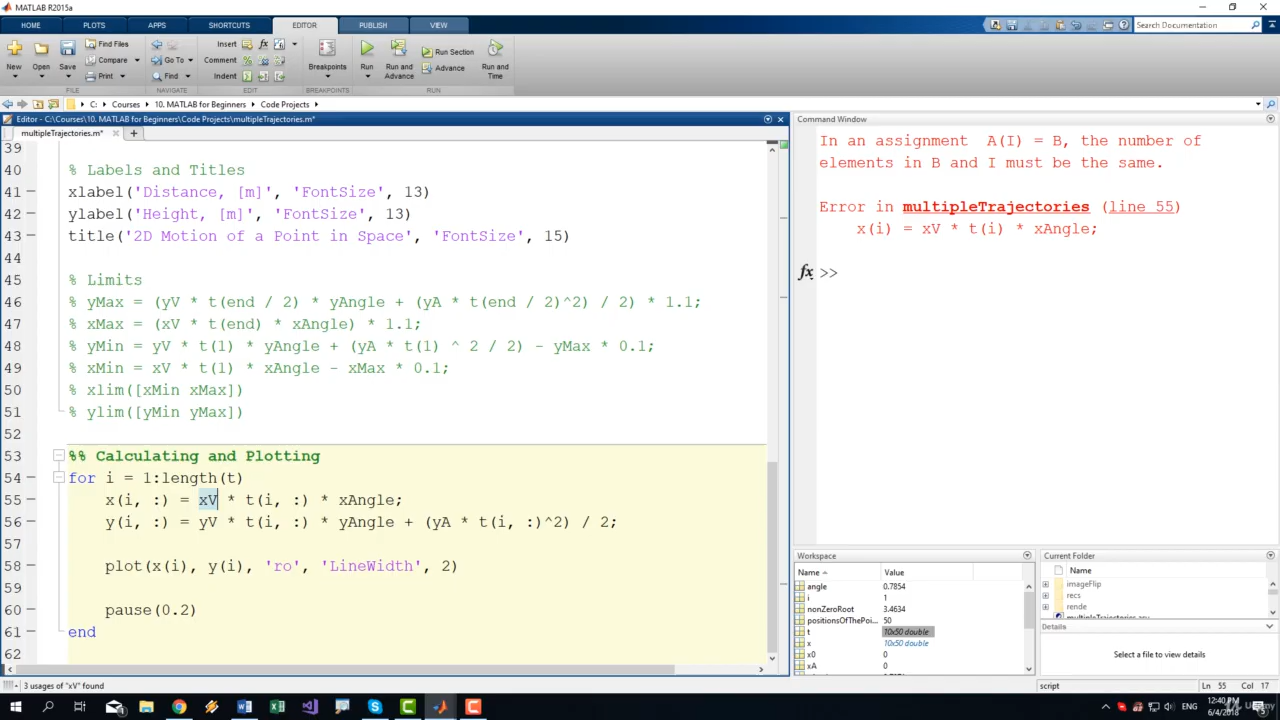 MATLAB R2015a
HOME PLOTS APPS SHORTCUTS EDITOR PUBLISH VIEW
Search Documentation
New Open Save Find Files Compare Print
Insert fx Comment Indent Go To Find
Breakpoints Run Run and Advance Run Section Advance Run and Time
FILE NAVIGATE EDIT BREAKPOINTS RUN
C: Courses 10. MATLAB for Beginners Code Projects
Editor - C:\Courses\10. MATLAB for Beginners\Code Projects\multipleTrajectories.m*
multipleTrajectories.m*
39
40 % Labels and Titles
41 xlabel('Distance, [m]', 'FontSize', 13)
42 ylabel('Height, [m]', 'FontSize', 13)
43 title('2D Motion of a Point in Space', 'FontSize', 15)
44
45 % Limits
46 % yMax = (yV * t(end / 2) * yAngle + (yA * t(end / 2)^2) / 2) * 1.1;
47 % xMax = (xV * t(end) * xAngle) * 1.1;
48 % yMin = yV * t(1) * yAngle + (yA * t(1) ^ 2 / 2) - yMax * 0.1;
49 % xMin = xV * t(1) * xAngle - xMax * 0.1;
50 % xlim([xMin xMax])
51 % ylim([yMin yMax])
52
53 %% Calculating and Plotting
54 for i = 1:length(t)
55 x(i, :) = xV * t(i, :) * xAngle;
56 y(i, :) = yV * t(i, :) * yAngle + (yA * t(i, :)^2) / 2;
57
58 plot(x(i), y(i), 'ro', 'LineWidth', 2)
59
60 pause(0.2)
61 end
62
3 usages of "xV" found
Command Window
In an assignment A(I) = B, the number of
elements in B and I must be the same.
Error in multipleTrajectories (line 55)
x(i) = xV * t(i) * xAngle;
fx >>
Workspace
Name Value
angle 0.7854
i 1
nonZeroRoot 3.4634
positionsOfThePoi... 50
t 10x50 double
x 10x50 double
x0 0
xA 0
Current Folder
Name
imageFlip
recs
rende
multipleTrajectories.asv
Details
Select a file to view details
script Ln 55 Col 17
ENG 12:40 PM
6/4/2018
Udemy